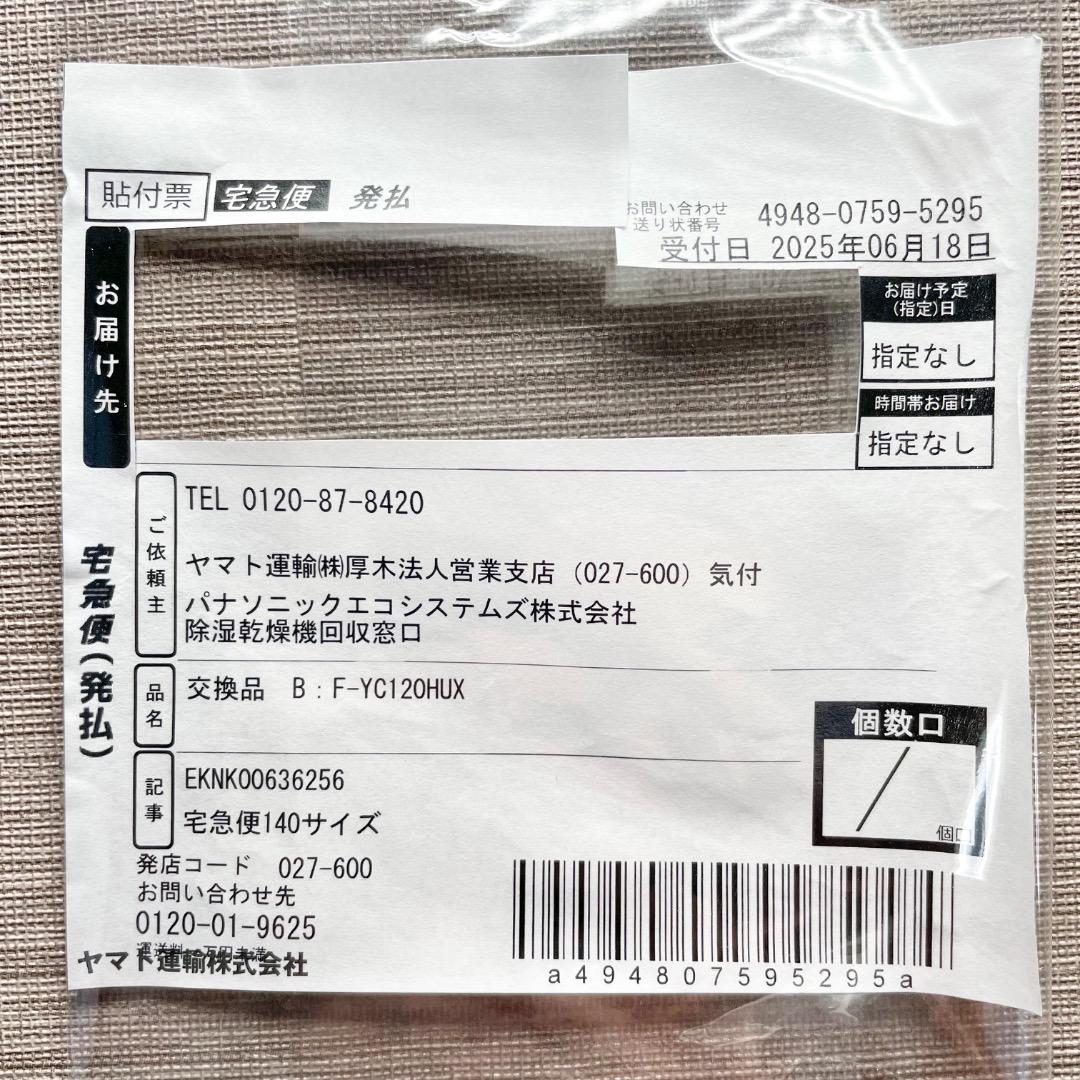 貼付票 宅急便 発払
お問い合わせ
送り状番号 4948-0759-5295
受付日 2025年06月18日
お届け先
お届け予定
(指定)日
指定なし
時間帯お届け
指定なし
ご依頼主
TEL 0120-87-8420
ヤマト運輸㈱厚木法人営業支店 (027-600) 気付
パナソニックエコシステムズ株式会社
除湿乾燥機回収窓口
宅急便(発払)
品名
交換品 B:F-YC120HUX
個数口
/
個口
記事
EKNK00636256
宅急便140サイズ
発店コード 027-600
お問い合わせ先
0120-01-9625
ヤマト運輸株式会社
a494807595295a